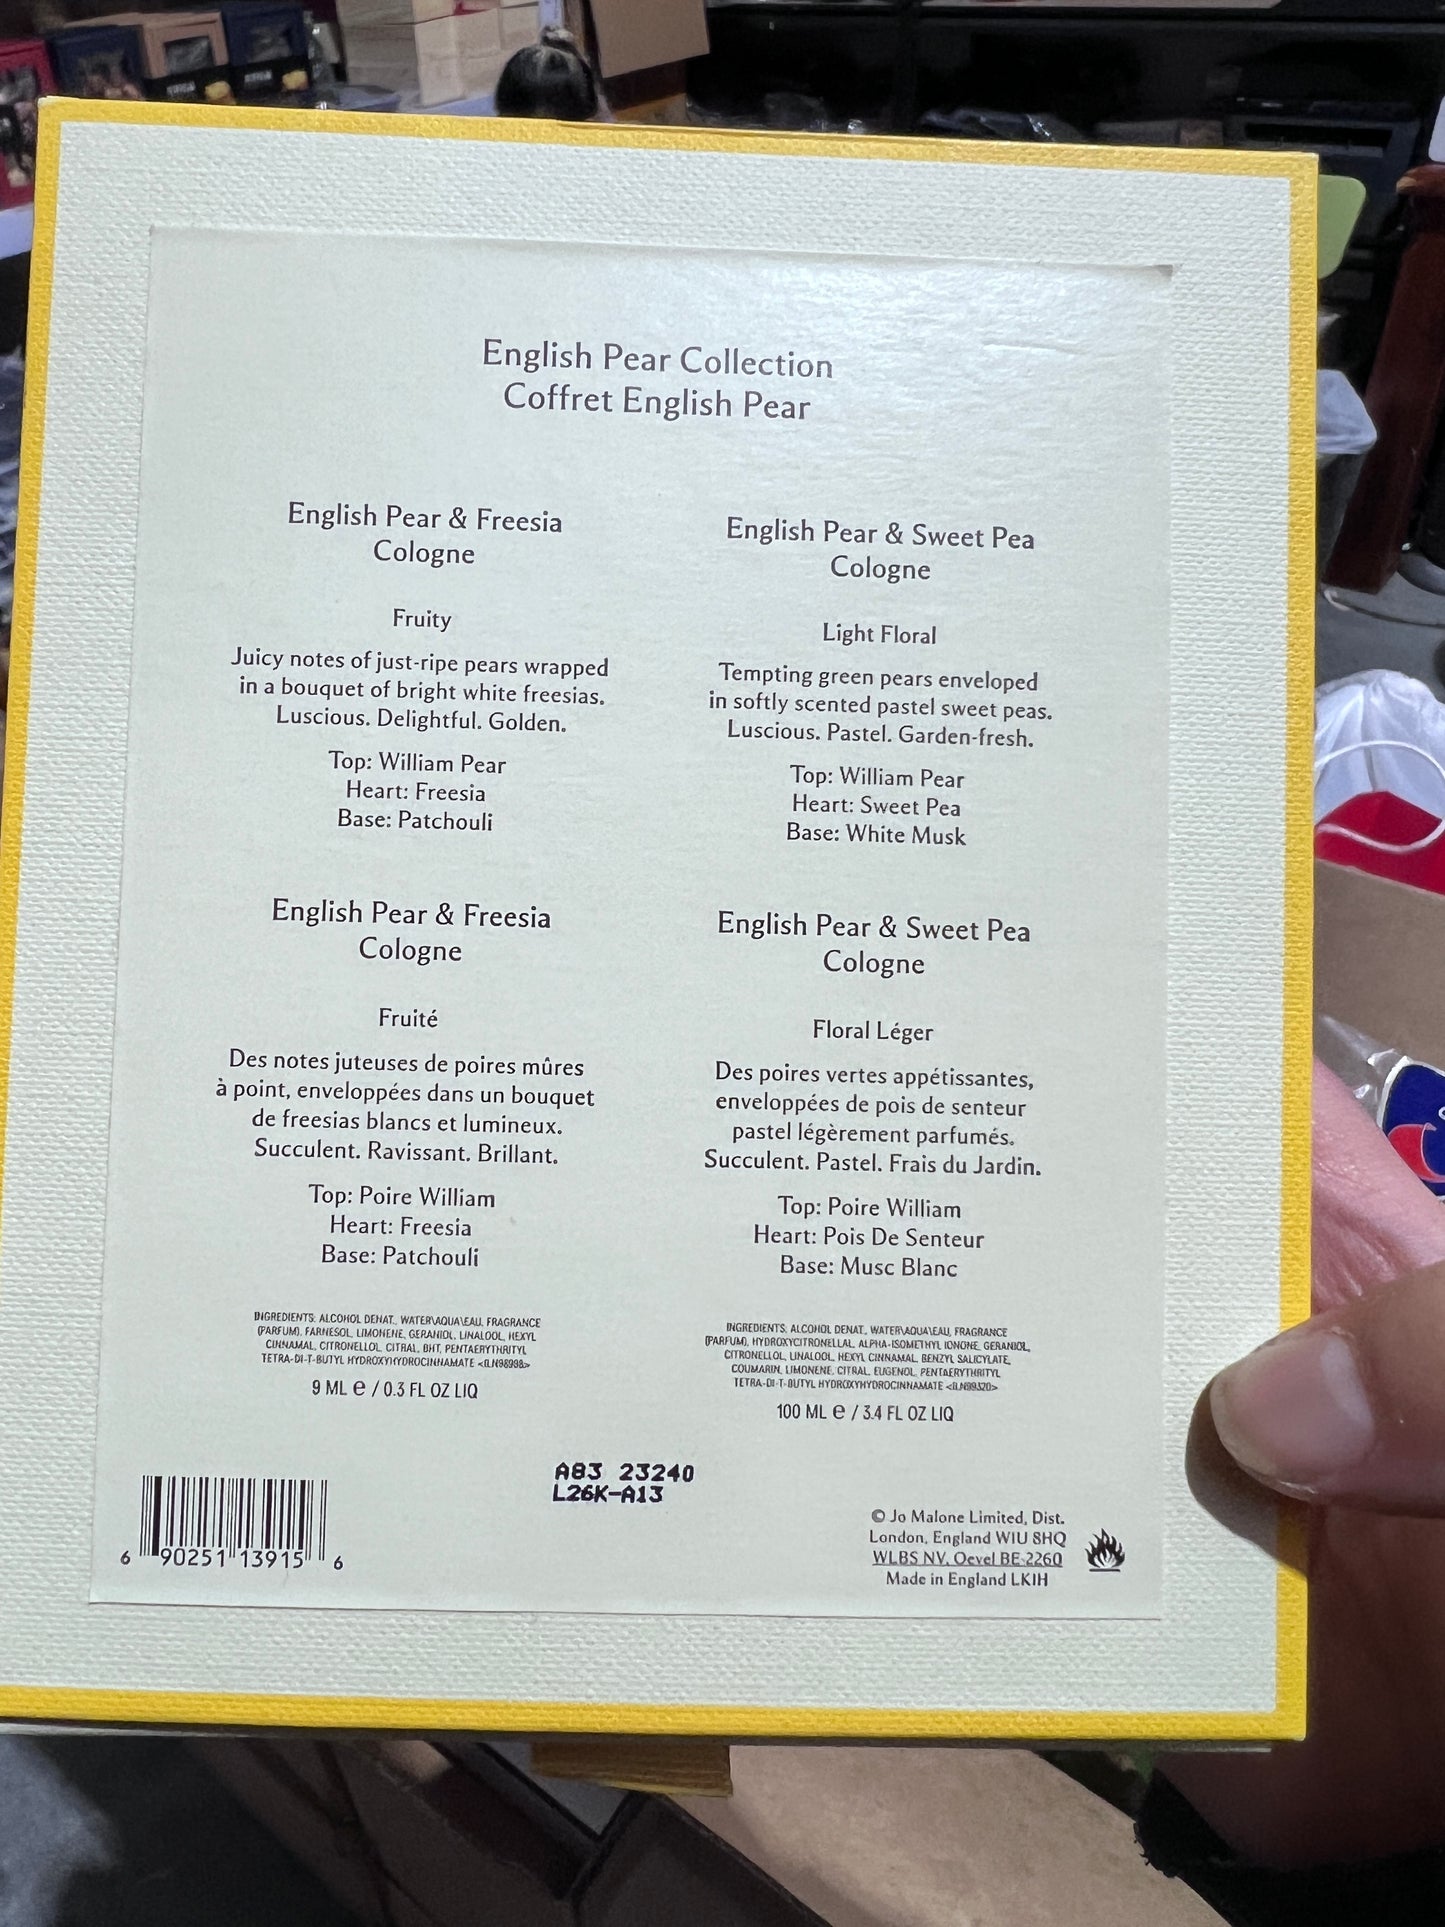 English Pear Collection
Coffret English Pear
English Pear & Freesia
Cologne
Fruity
Juicy notes of just-ripe pears wrapped
in a bouquet of bright white freesias.
Luscious. Delightful. Golden.
Top: William Pear
Heart: Freesia
Base: Patchouli
English Pear & Sweet Pea
Cologne
Light Floral
Tempting green pears enveloped
in softly scented pastel sweet peas.
Luscious. Pastel. Garden-fresh.
Top: William Pear
Heart: Sweet Pea
Base: White Musk
English Pear & Freesia
Cologne
Fruité
Des notes juteuses de poires mûres
à point, enveloppées dans un bouquet
de freesias blancs et lumineux.
Succulent. Ravissant. Brillant.
Top: Poire William
Heart: Freesia
Base: Patchouli
INGREDIENTS: ALCOHOL DENAT., WATER\AQUA\EAU, FRAGRANCE
(PARFUM), FARNESOL, LIMONENE, GERANIOL, LINALOOL, HEXYL
CINNAMAL, CITRONELLOL, CITRAL, BHT, PENTAERYTHRITYL
TETRA-DI-T-BUTYL HYDROXYHYDROCINNAMATE <ILN98998>
9 ML e / 0.3 FL OZ LIQ
English Pear & Sweet Pea
Cologne
Floral Léger
Des poires vertes appétissantes,
enveloppées de pois de senteur
pastel légèrement parfumés.
Succulent. Pastel. Frais du Jardin.
Top: Poire William
Heart: Pois De Senteur
Base: Musc Blanc
INGREDIENTS: ALCOHOL DENAT., WATER\AQUA\EAU, FRAGRANCE
(PARFUM), HYDROXYCITRONELLAL, ALPHA-ISOMETHYL IONONE, GERANIOL,
CITRONELLOL, LINALOOL, HEXYL CINNAMAL, BENZYL SALICYLATE,
COUMARIN, LIMONENE, CITRAL, EUGENOL, PENTAERYTHRITYL
TETRA-DI-T-BUTYL HYDROXYHYDROCINNAMATE <ILN99320>
100 ML e / 3.4 FL OZ LIQ
A83 23240
L26K-A13
6 90251 13915 6
© Jo Malone Limited, Dist.
London, England W1U 8HQ
WLBS NV, Oevel BE-2260
Made in England LK1H